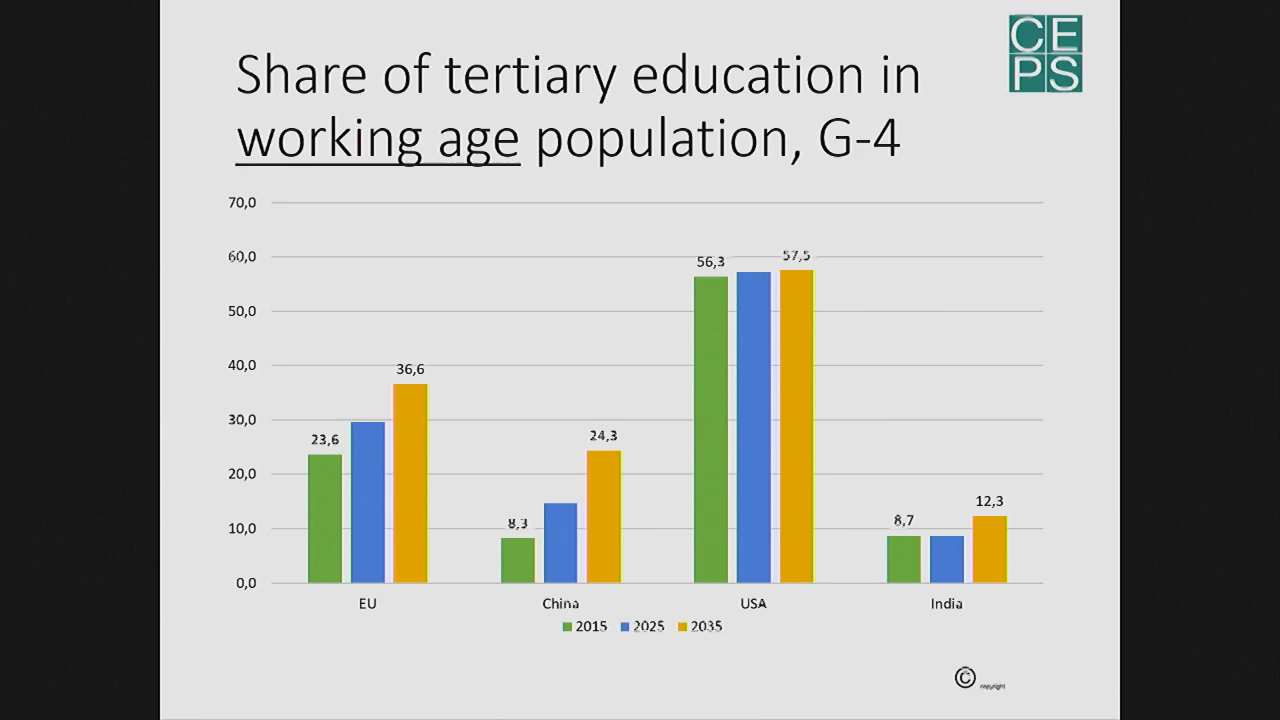 CE
PS
Share of tertiary education in
working age population, G-4
70,0
60,0
50,0
40,0
30,0
20,0
10,0
0,0
23,6
36,6
8,3
24,3
56,3
57,5
8,7
12,3
EU
China
USA
India
2015
2025
2035
© copyright